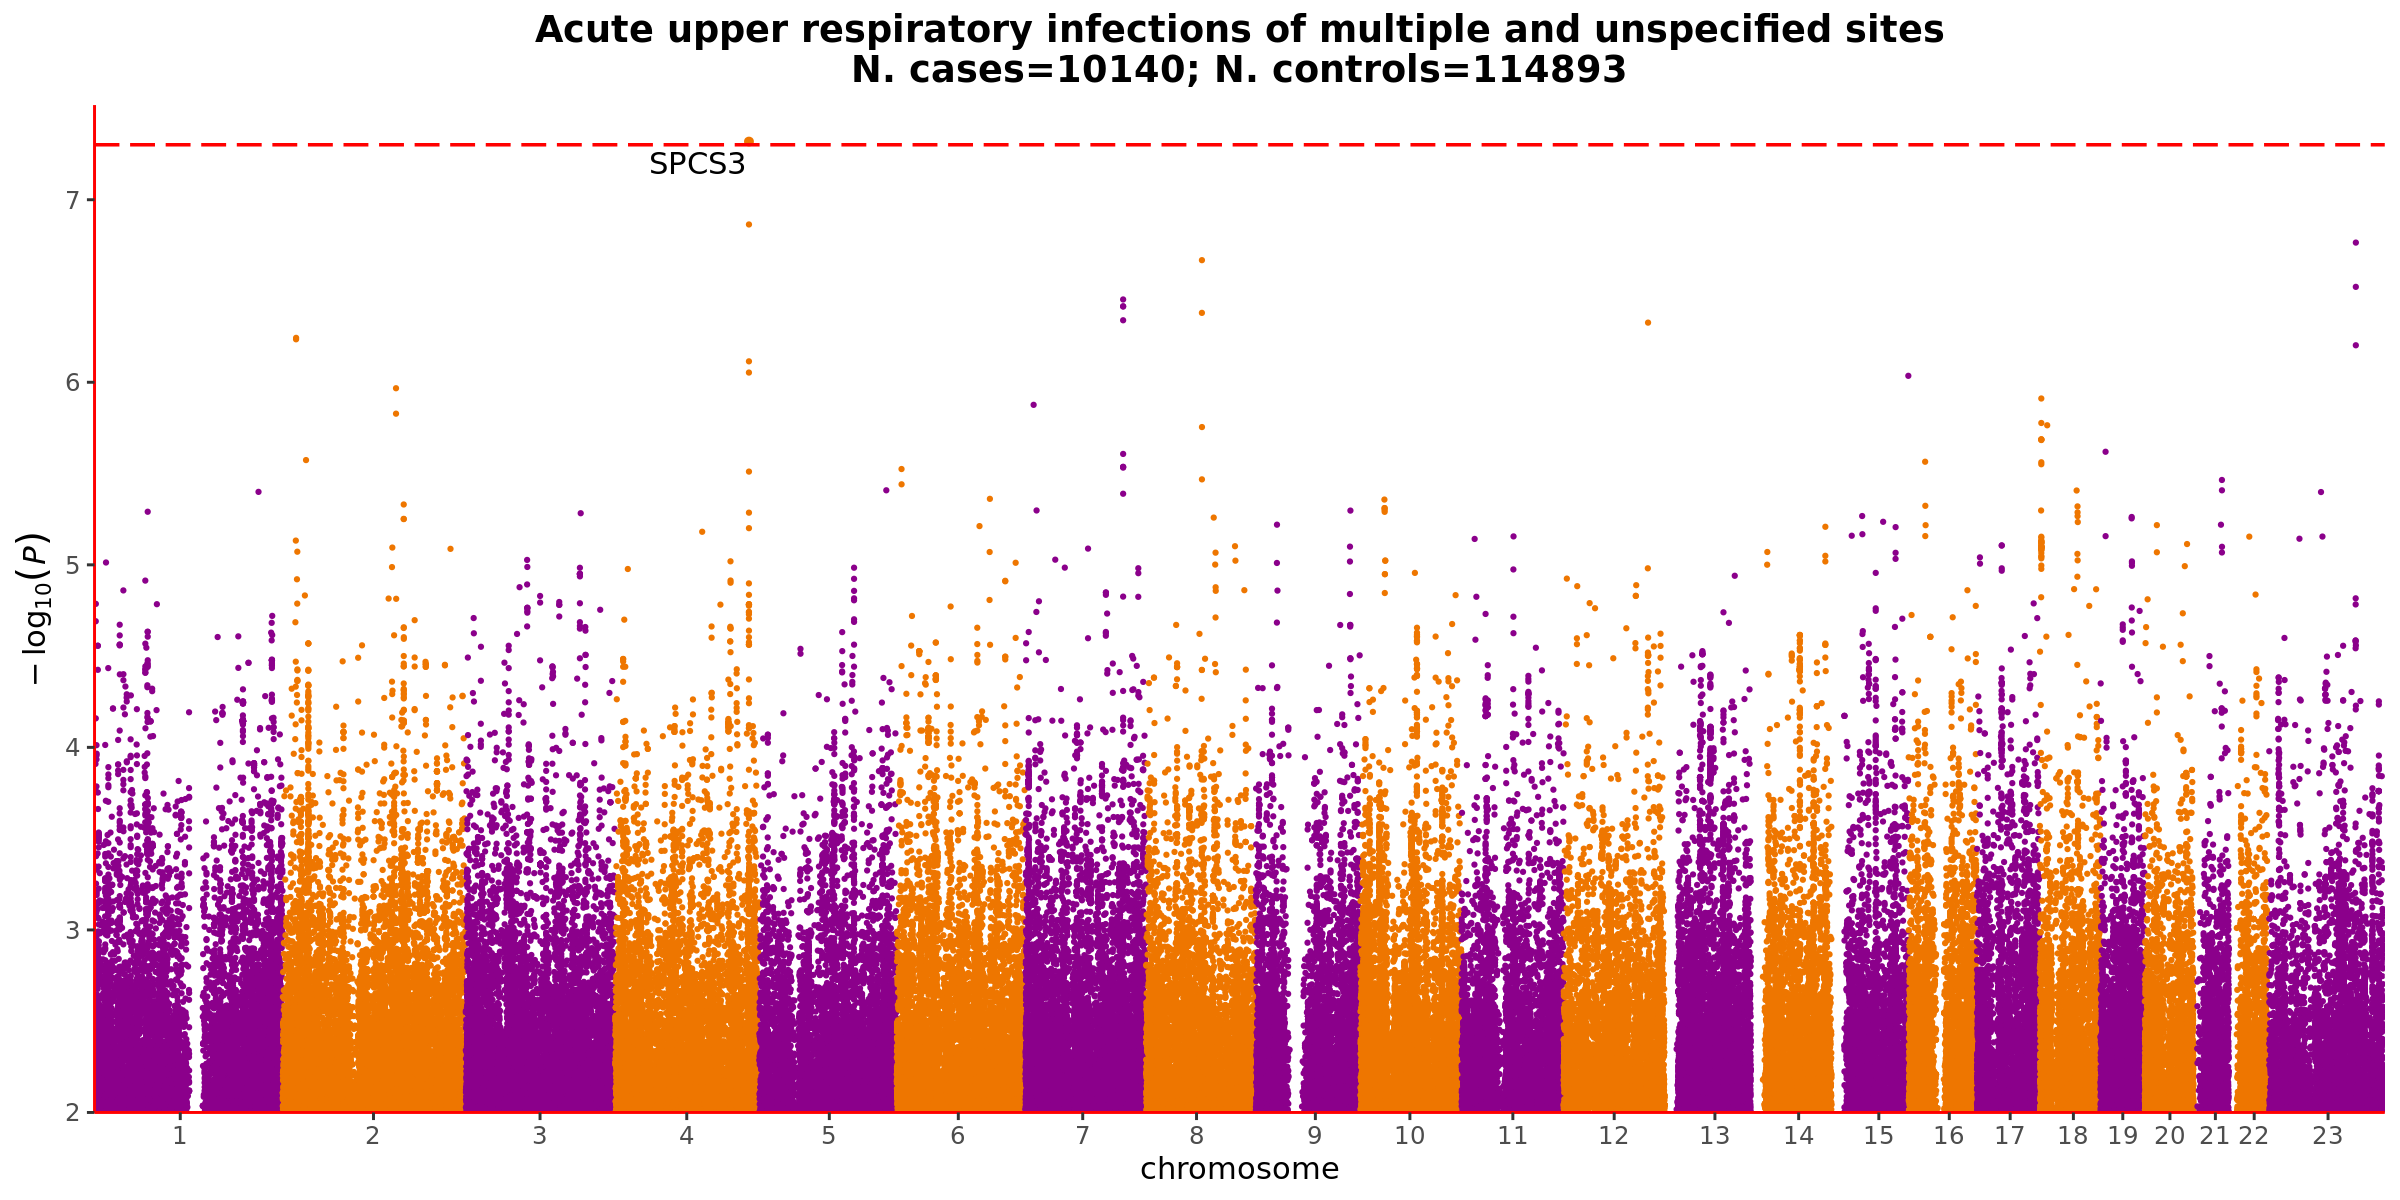 Acute upper respiratory infections of multiple and unspecified sites
N. cases=10140; N. controls=114893
SPCS3
7
6
5
4
3
2
−log10(P)
1 2 3 4 5 6 7 8 9 10 11 12 13 14 15 16 17 18 19 20 21 22 23
chromosome